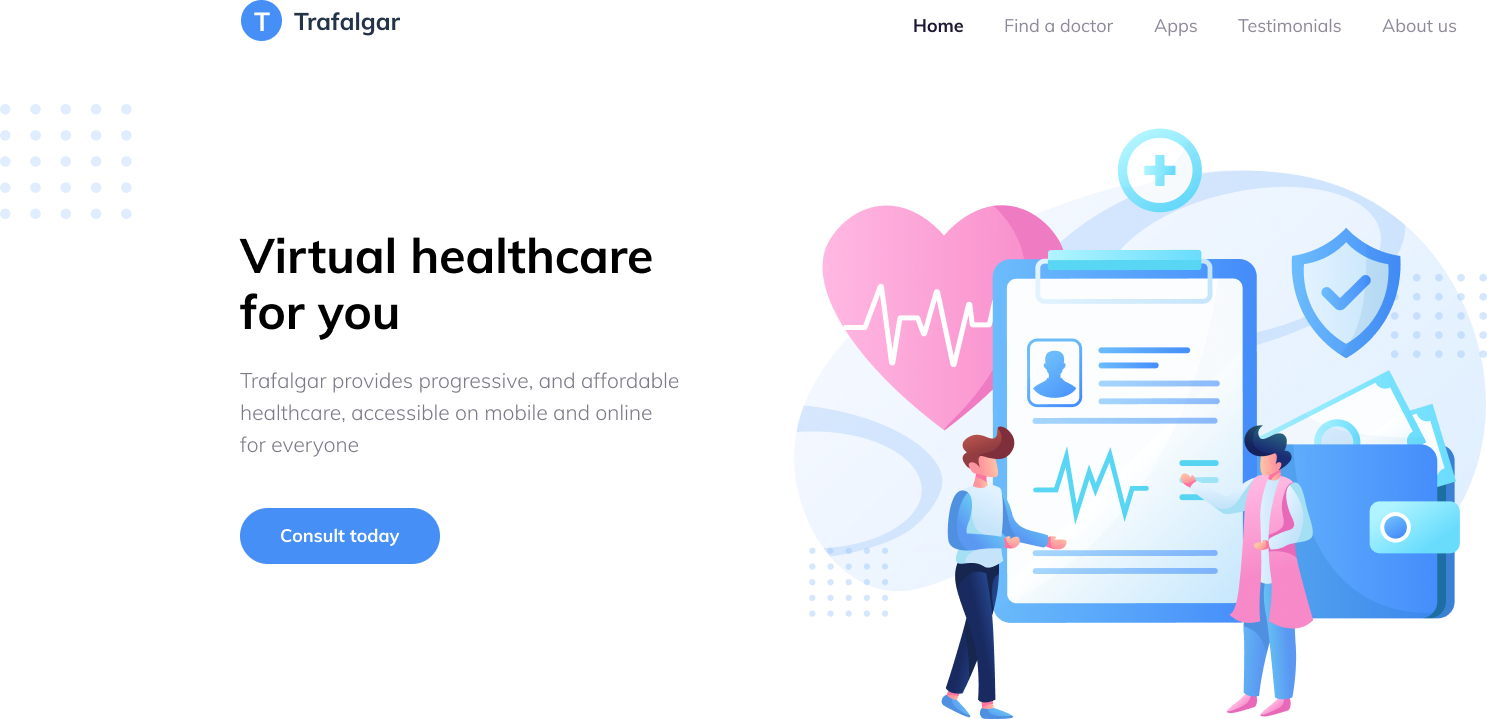 T Trafalgar
Home Find a doctor Apps Testimonials About us
Virtual healthcare
for you
Trafalgar provides progressive, and affordable
healthcare, accessible on mobile and online
for everyone
Consult today